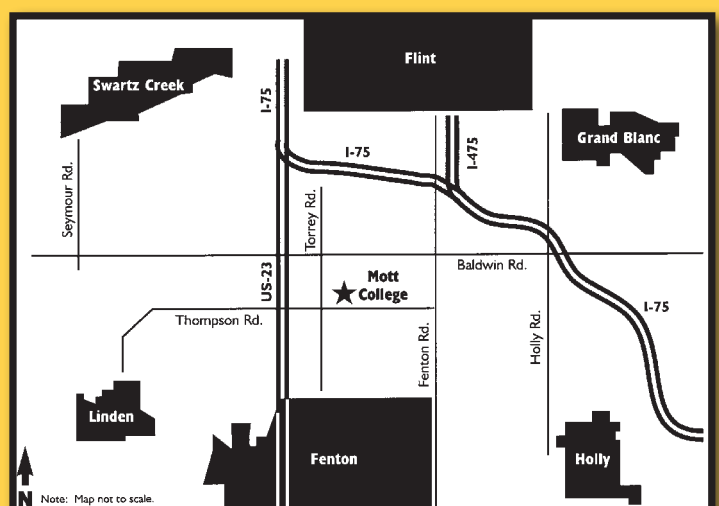 Flint
Swartz Creek
I-75
Grand Blanc
I-75
I-475
Seymour Rd.
Torrey Rd.
Baldwin Rd.
US-23
Mott
College
Thompson Rd.
I-75
Fenton Rd.
Holly Rd.
Linden
Fenton
Holly
N
Note: Map not to scale.